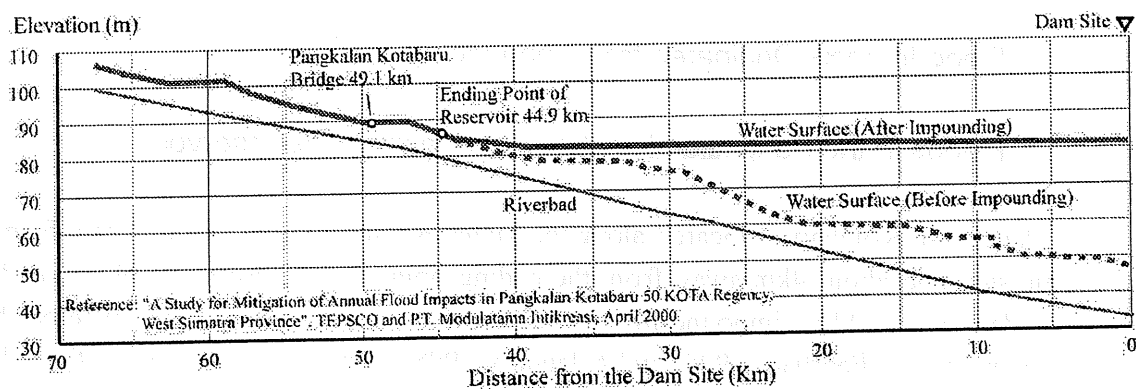 Elevation (m)
Dam Site
110
100
90
80
70
60
50
40
30
Pangkalan Kotabaru
Bridge 49.1 km
Ending Point of
Reservoir 44.9 km
Water Surface (After Impounding)
Water Surface (Before Impounding)
Riverbad
Reference: "A Study for Mitigation of Annual Flood Impacts in Pangkalan Kotabaru 50 KOTA Regency,
West Sumatra Province", TEPSCO and P.T. Modulatama Intikreasi, April 2000
70 60 50 40 30 20 10 0
Distance from the Dam Site (Km)